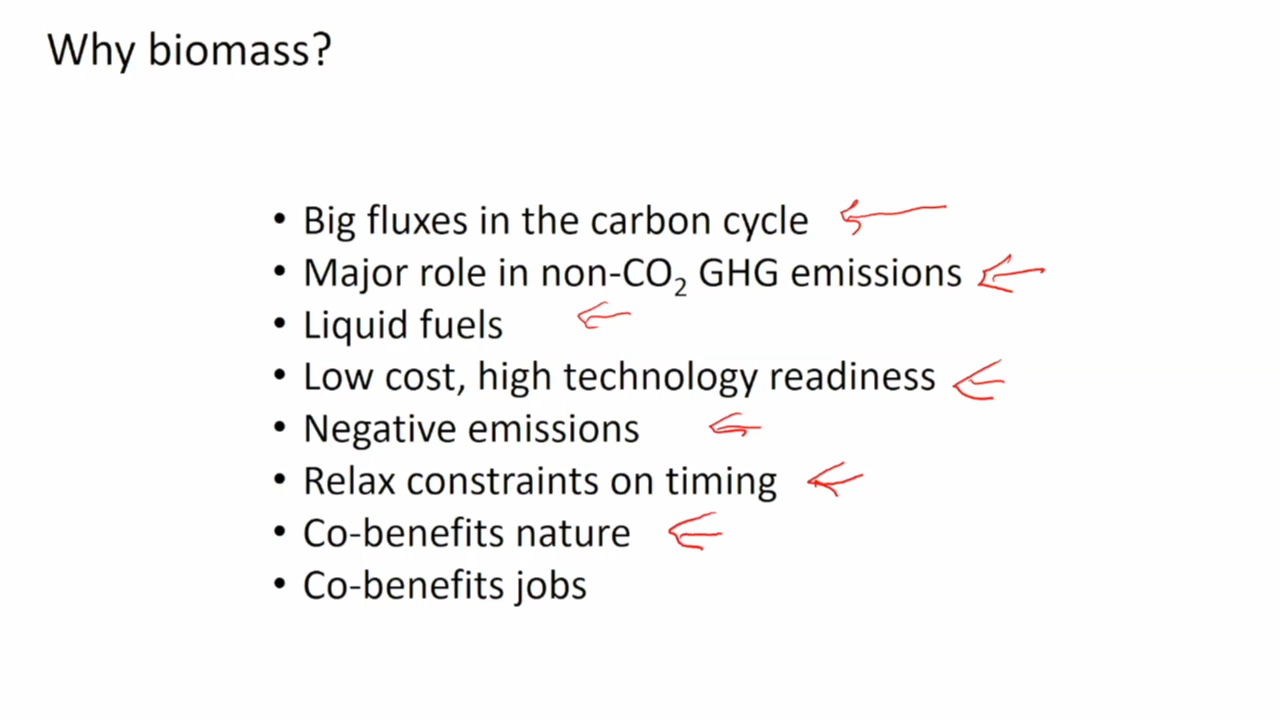 Why biomass?
• Big fluxes in the carbon cycle
• Major role in non-CO₂ GHG emissions
• Liquid fuels
• Low cost, high technology readiness
• Negative emissions
• Relax constraints on timing
• Co-benefits nature
• Co-benefits jobs